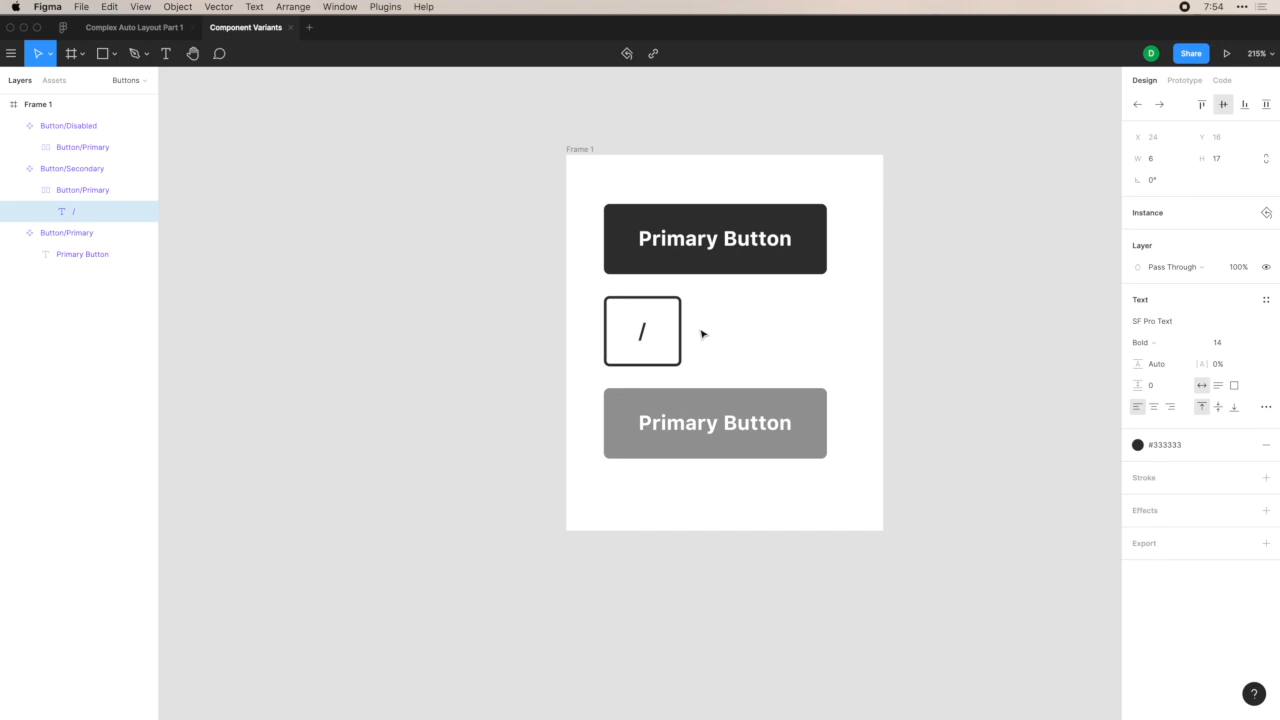 Figma File Edit View Object Vector Text Arrange Window Plugins Help 7:54
Complex Auto Layout Part 1 Component Variants
D Share 215%
Layers Assets Buttons
Frame 1
Button/Disabled
Button/Primary
Button/Secondary
Button/Primary
/
Button/Primary
Primary Button
Frame 1
Primary Button
/
Primary Button
Design Prototype Code
X 24 Y 16
W 6 H 17
0°
Instance
Layer
Pass Through 100%
Text
SF Pro Text
Bold 14
A Auto |A| 0%
0
#333333
Stroke
Effects
Export
?